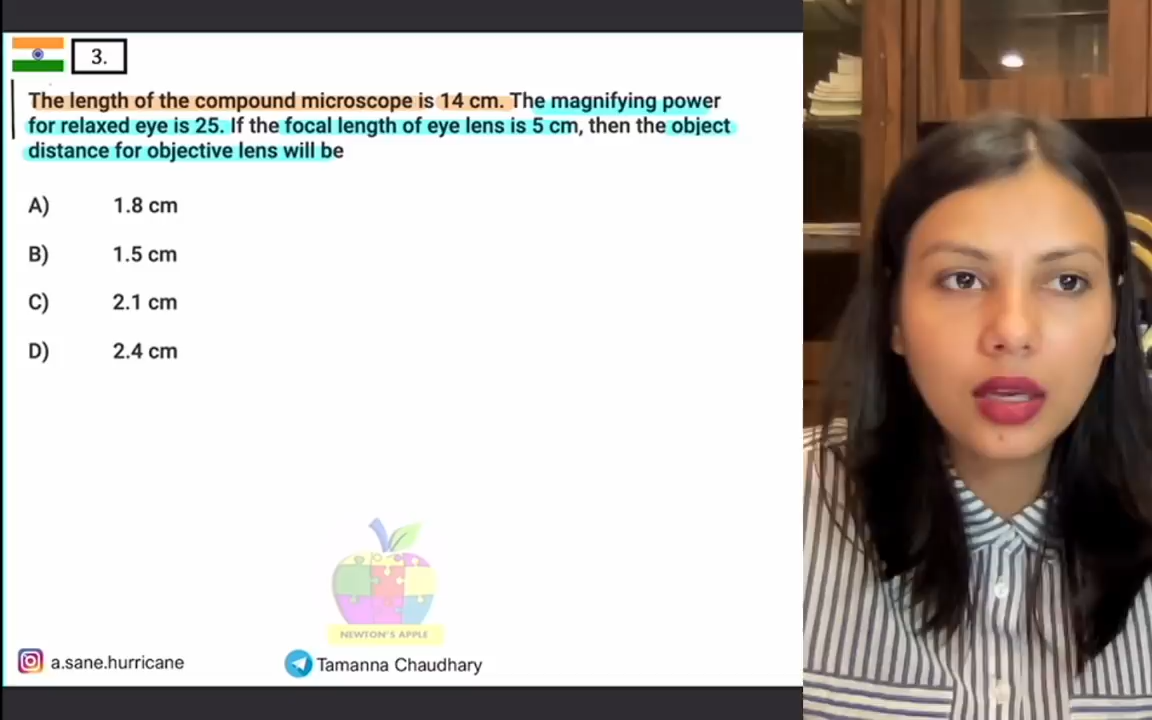 3.
The length of the compound microscope is 14 cm. The magnifying power
for relaxed eye is 25. If the focal length of eye lens is 5 cm, then the object
distance for objective lens will be
A) 1.8 cm
B) 1.5 cm
C) 2.1 cm
D) 2.4 cm
NEWTON'S APPLE
a.sane.hurricane
Tamanna Chaudhary